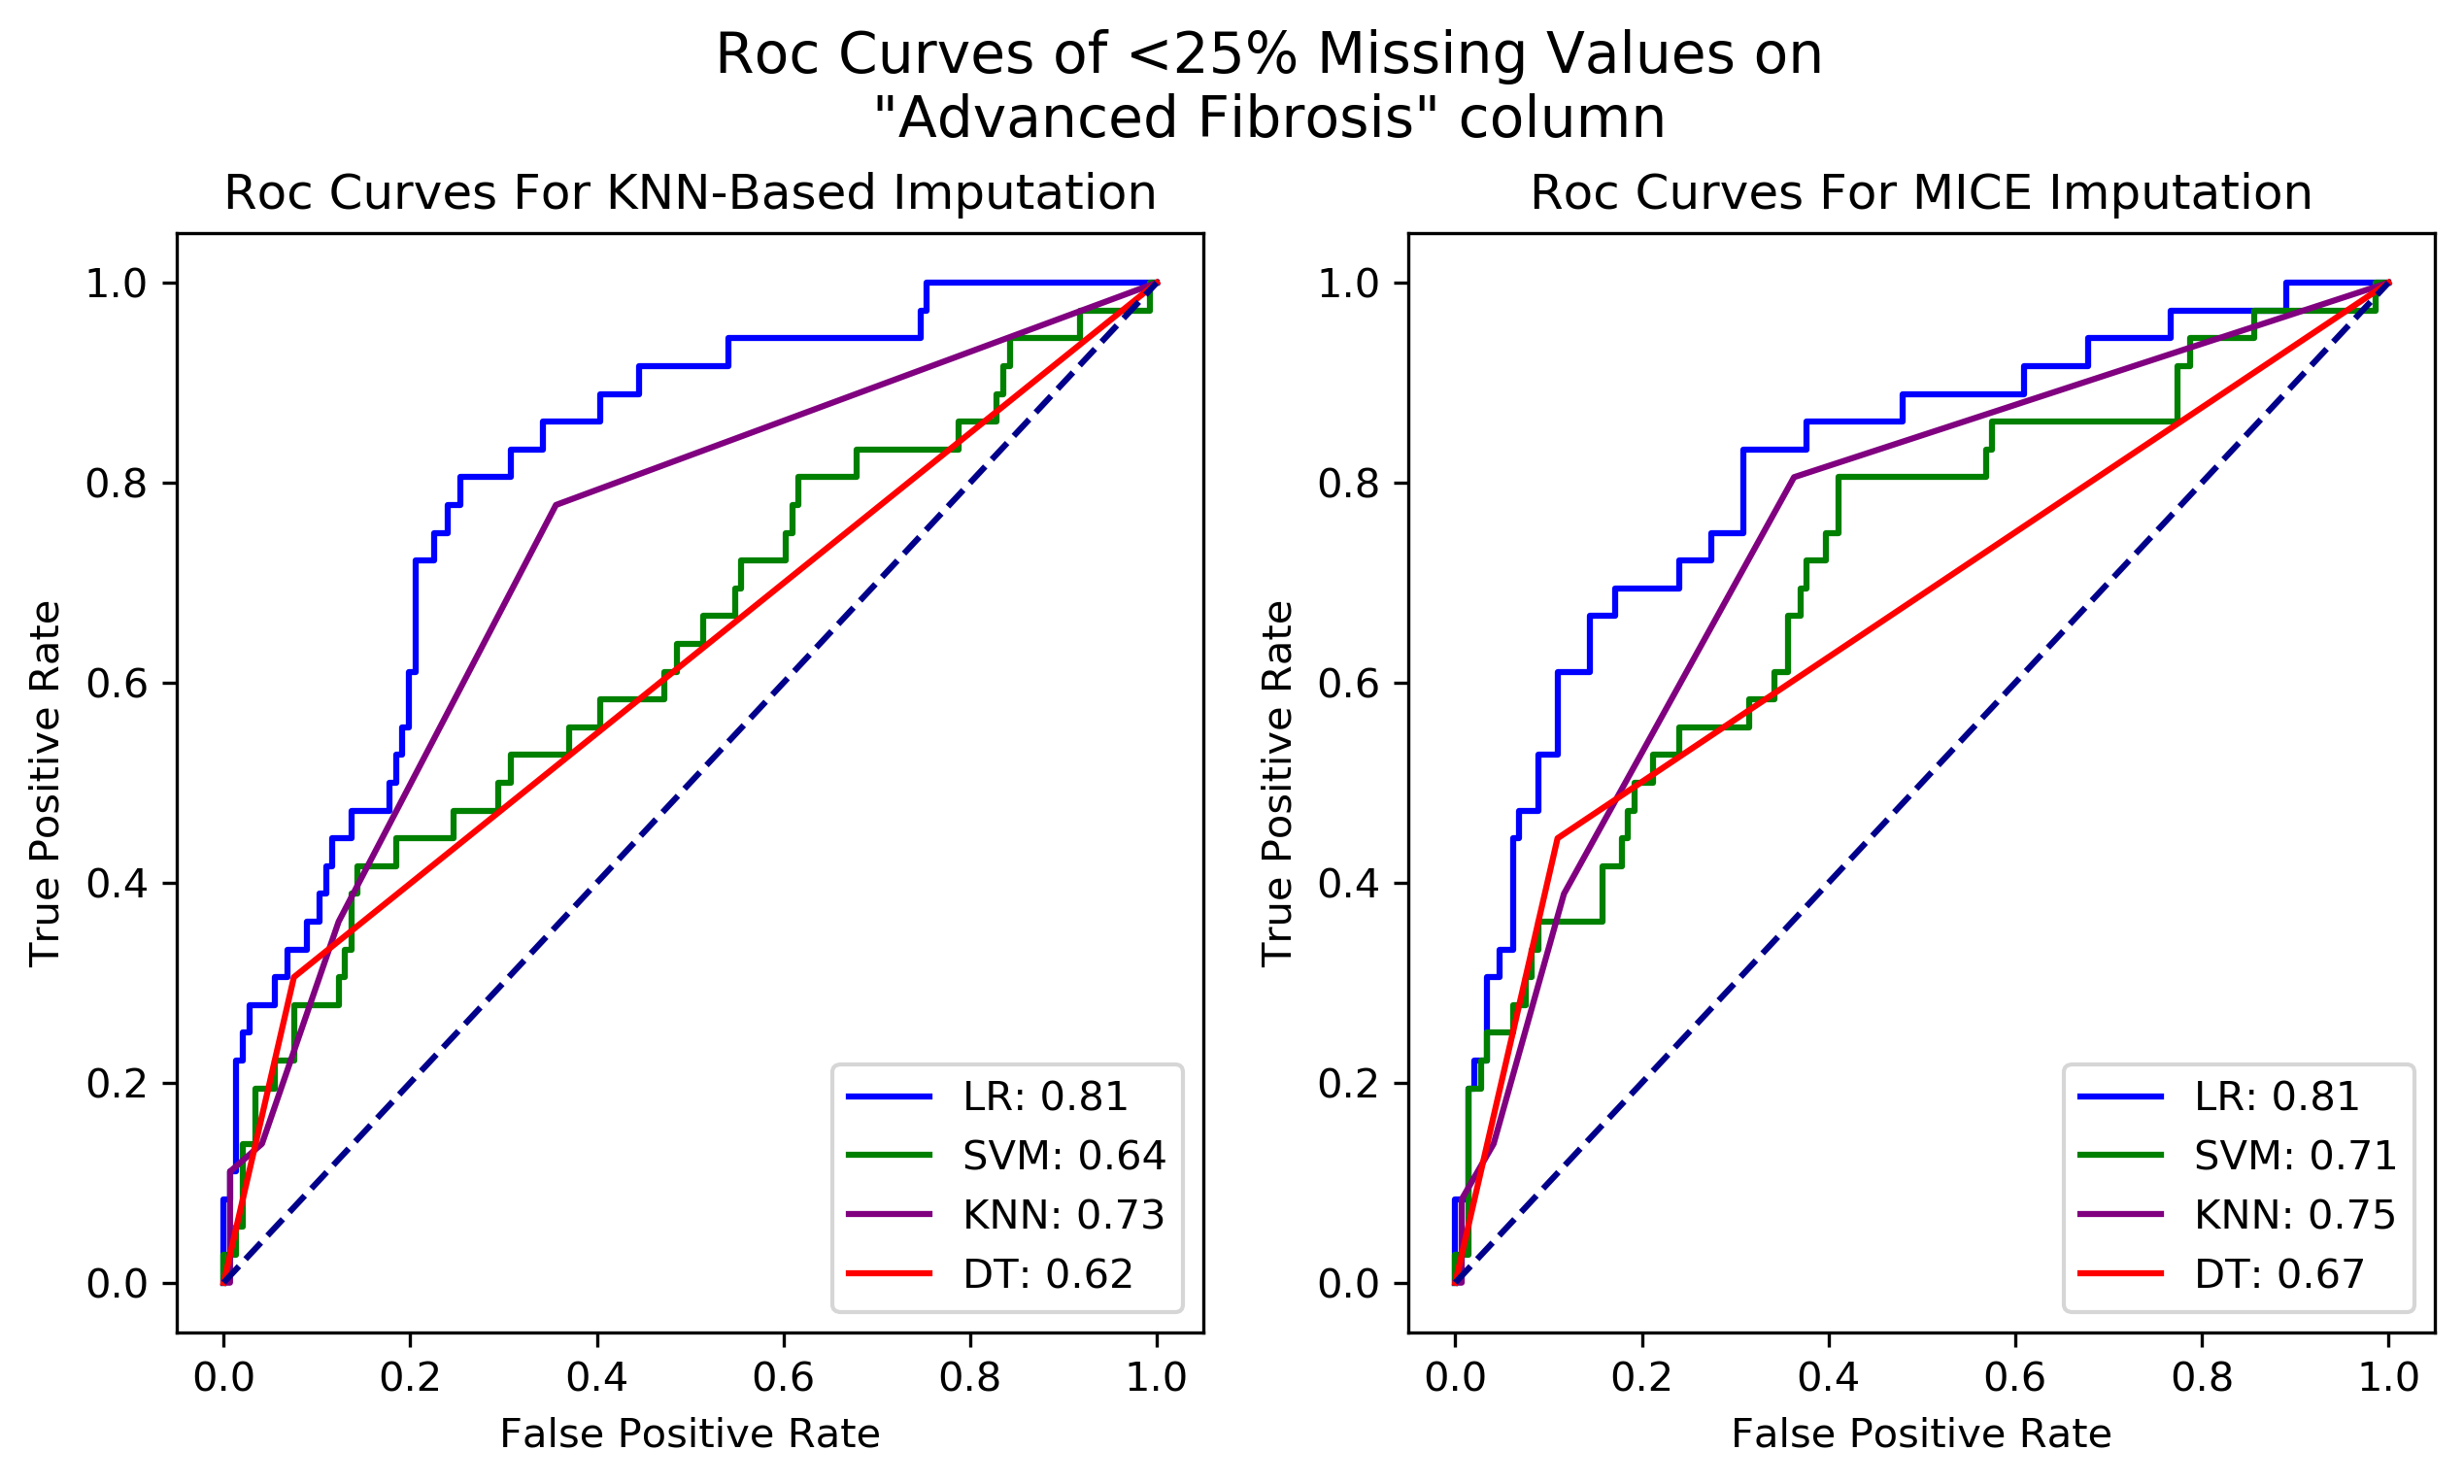 Roc Curves of <25% Missing Values on
"Advanced Fibrosis" column
Roc Curves For KNN-Based Imputation
True Positive Rate
1.0
0.8
0.6
0.4
0.2
0.0
LR: 0.81
SVM: 0.64
KNN: 0.73
DT: 0.62
0.0 0.2 0.4 0.6 0.8 1.0
False Positive Rate
Roc Curves For MICE Imputation
True Positive Rate
1.0
0.8
0.6
0.4
0.2
0.0
LR: 0.81
SVM: 0.71
KNN: 0.75
DT: 0.67
0.0 0.2 0.4 0.6 0.8 1.0
False Positive Rate